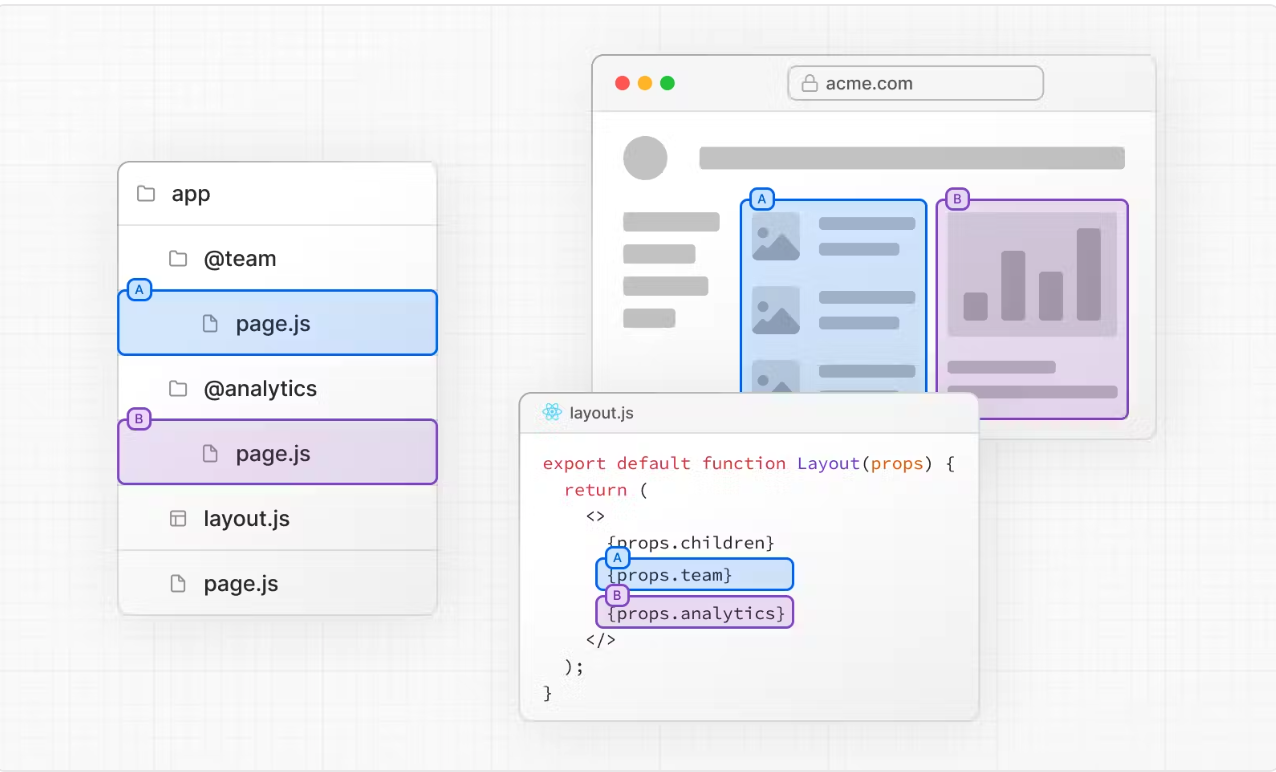 app
@team
A
page.js
@analytics
B
page.js
layout.js
page.js
acme.com
A
B
layout.js
export default function Layout(props) {
return (
<>
{props.children}
A
{props.team}
B
{props.analytics}
</>
);
}